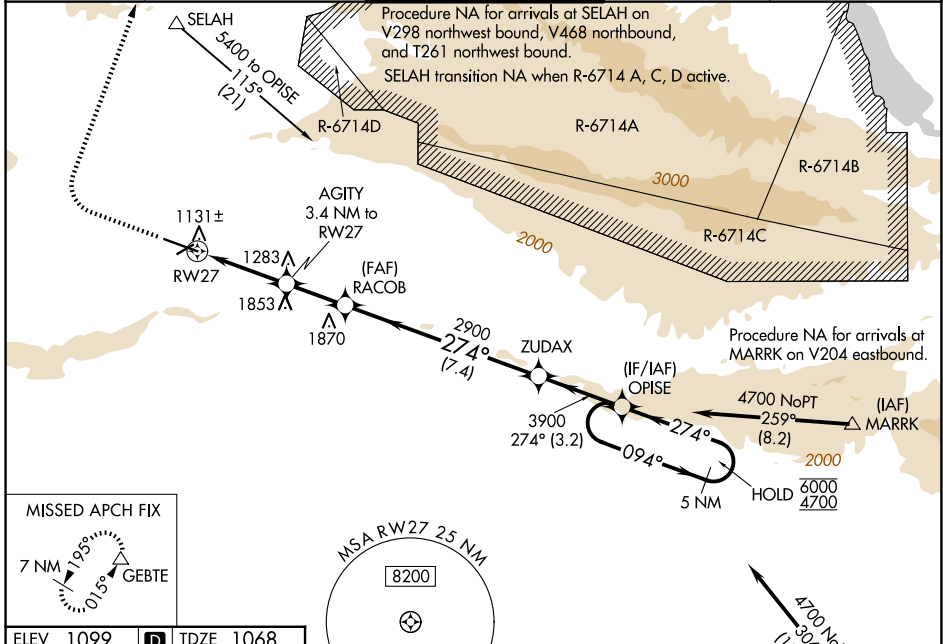 SELAH
5400 to OPISE
115°
(21)
Procedure NA for arrivals at SELAH on
V298 northwest bound, V468 northbound,
and T261 northwest bound.
SELAH transition NA when R-6714 A, C, D active.
R-6714D
R-6714A
R-6714B
3000
R-6714C
2000
AGITY
3.4 NM to
RW27
1131±
RW27
1283
1853
(FAF)
RACOB
1870
2900
274°
(7.4)
ZUDAX
(IF/IAF)
OPISE
3900
274° (3.2)
Procedure NA for arrivals at
MARRK on V204 eastbound.
4700 NoPT
259°
(8.2)
(IAF)
MARRK
274°
094°
5 NM
HOLD
6000
4700
2000
MISSED APCH FIX
7 NM
195°
015°
GEBTE
MSA RW27 25 NM
8200
4700
ELEV 1099
D
TDZE 1068